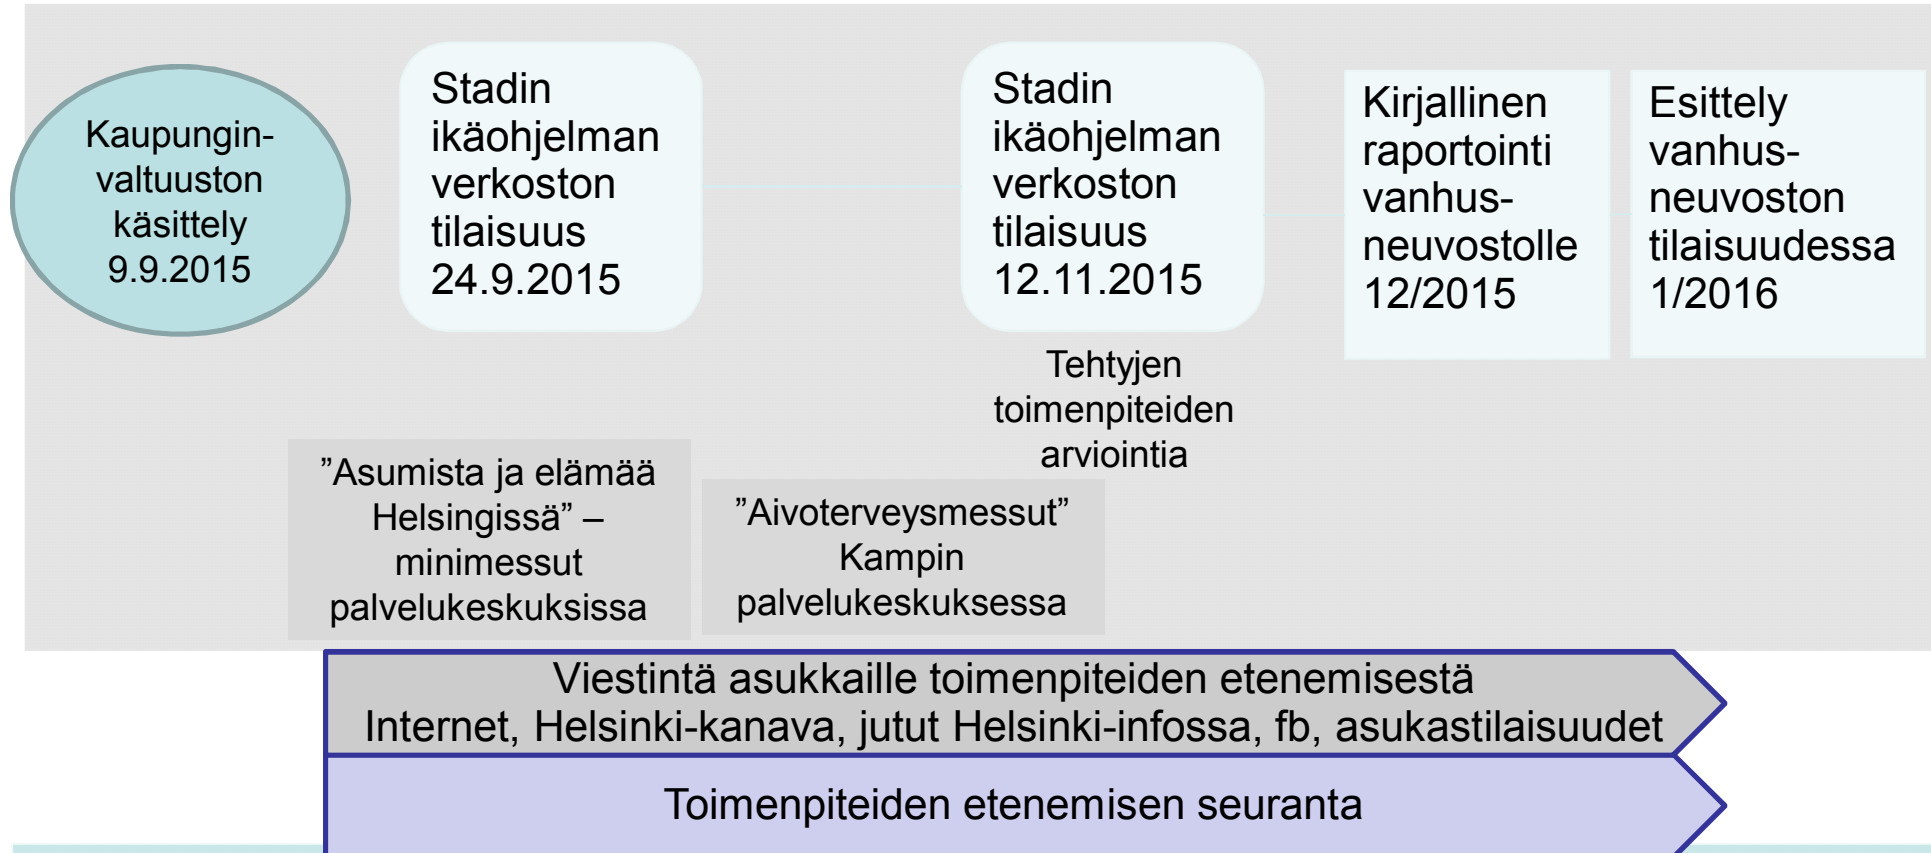 Kaupungin-
valtuuston
käsittely
9.9.2015
Stadin
ikäohjelman
verkoston
tilaisuus
24.9.2015
Stadin
ikäohjelman
verkoston
tilaisuus
12.11.2015
Kirjallinen
raportointi
vanhus-
neuvostolle
12/2015
Esittely
vanhus-
neuvoston
tilaisuudessa
1/2016
Tehtyjen
toimenpiteiden
arviointia
”Asumista ja elämää
Helsingissä” –
minimessut
palvelukeskuksissa
”Aivoterveysmessut”
Kampin
palvelukeskuksessa
Viestintä asukkaille toimenpiteiden etenemisestä
Internet, Helsinki-kanava, jutut Helsinki-infossa, fb, asukastilaisuudet
Toimenpiteiden etenemisen seuranta